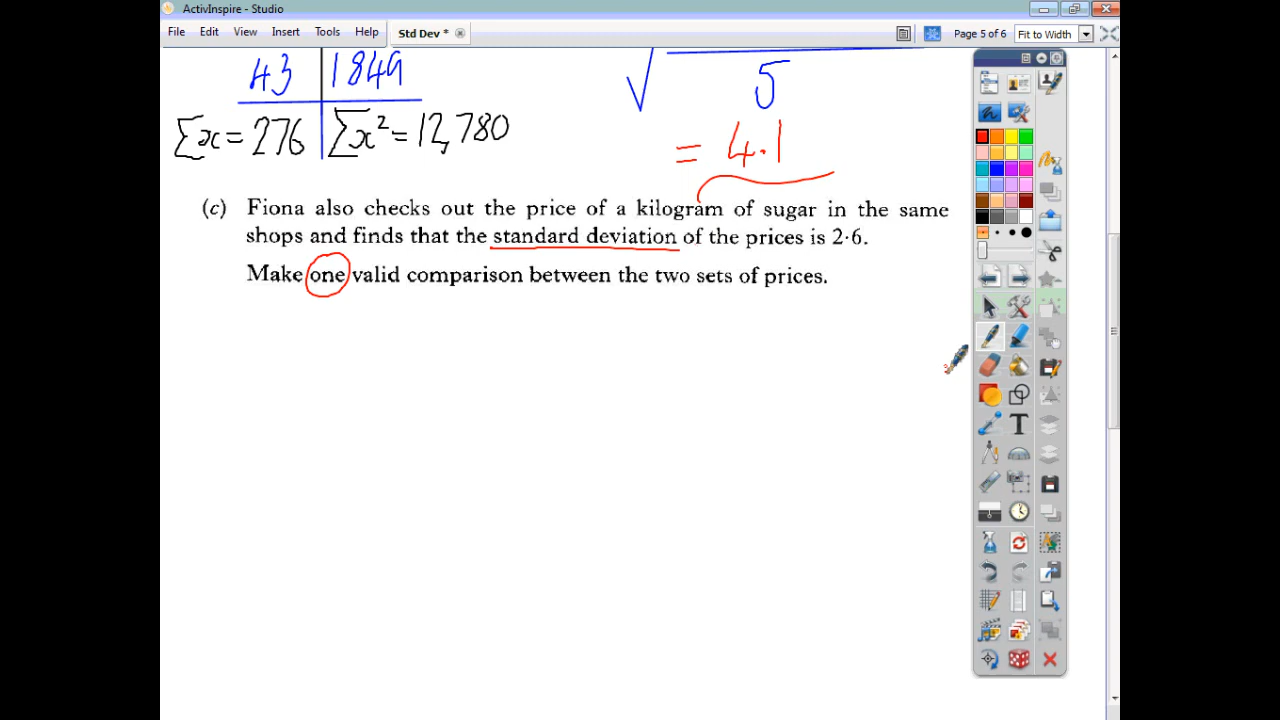 ActivInspire - Studio
File Edit View Insert Tools Help Std Dev * Page 5 of 6 Fit to Width
43 1849
5
∑x = 276 ∑x² = 12,780
= 4.1
(c) Fiona also checks out the price of a kilogram of sugar in the same
shops and finds that the standard deviation of the prices is 2·6.
Make one valid comparison between the two sets of prices.
T